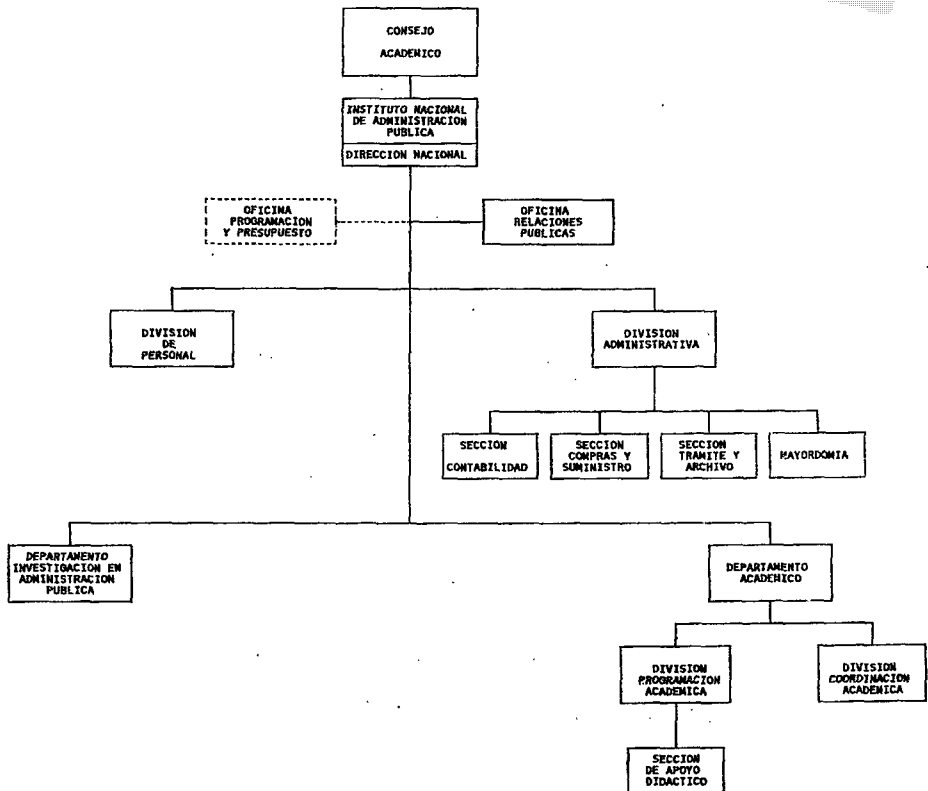 CONSEJO
ACADEMICO
INSTITUTO NACIONAL
DE ADMINISTRACION
PUBLICA
DIRECCION NACIONAL
OFICINA
PROGRAMACION
Y PRESUPUESTO
OFICINA
RELACIONES
PUBLICAS
DIVISION
DE
PERSONAL
DIVISION
ADMINISTRATIVA
SECCION
CONTABILIDAD
SECCION
COMPRAS Y
SUMINISTRO
SECCION
TRAMITE Y
ARCHIVO
MAYORDOMIA
DEPARTAMENTO
INVESTIGACION EN
ADMINISTRACION
PUBLICA
DEPARTAMENTO
ACADEMICO
DIVISION
PROGRAMACION
ACADEMICA
DIVISION
COORDINACION
ACADEMICA
SECCION
DE APOYO
DIDACTICO